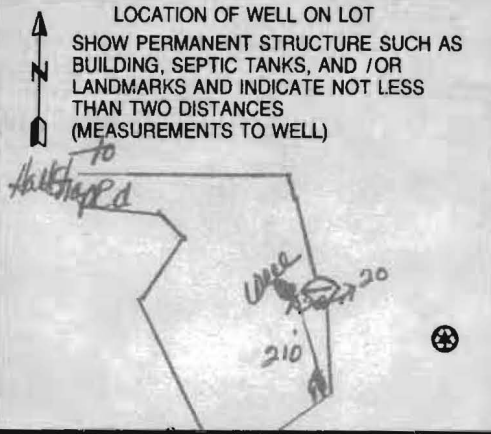 LOCATION OF WELL ON LOT
SHOW PERMANENT STRUCTURE SUCH AS
N BUILDING, SEPTIC TANKS, AND /OR
LANDMARKS AND INDICATE NOT LESS
THAN TWO DISTANCES
(MEASUREMENTS TO WELL)
To
Well
20
210